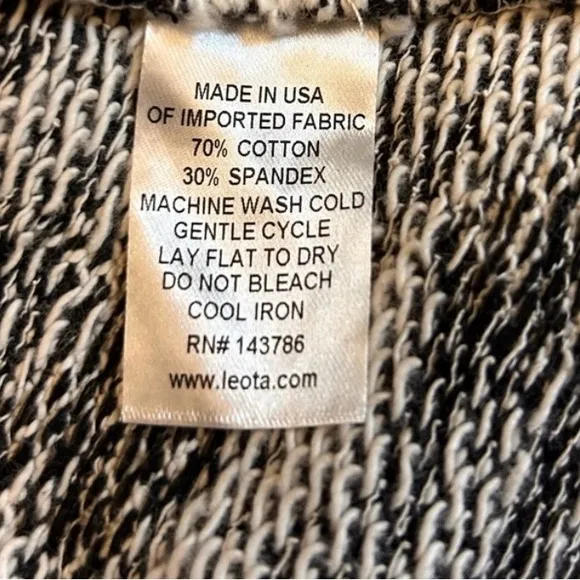 MADE IN USA
OF IMPORTED FABRIC
70% COTTON
30% SPANDEX
MACHINE WASH COLD
GENTLE CYCLE
LAY FLAT TO DRY
DO NOT BLEACH
COOL IRON
RN# 143786
www.leota.com